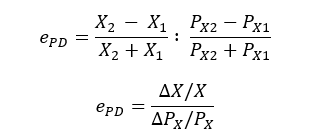 e_PD = (X_2 − X_1)/(X_2 + X_1) : (P_X2 − P_X1)/(P_X2 + P_X1)
e_PD = (ΔX/X)/(ΔP_X/P_X)